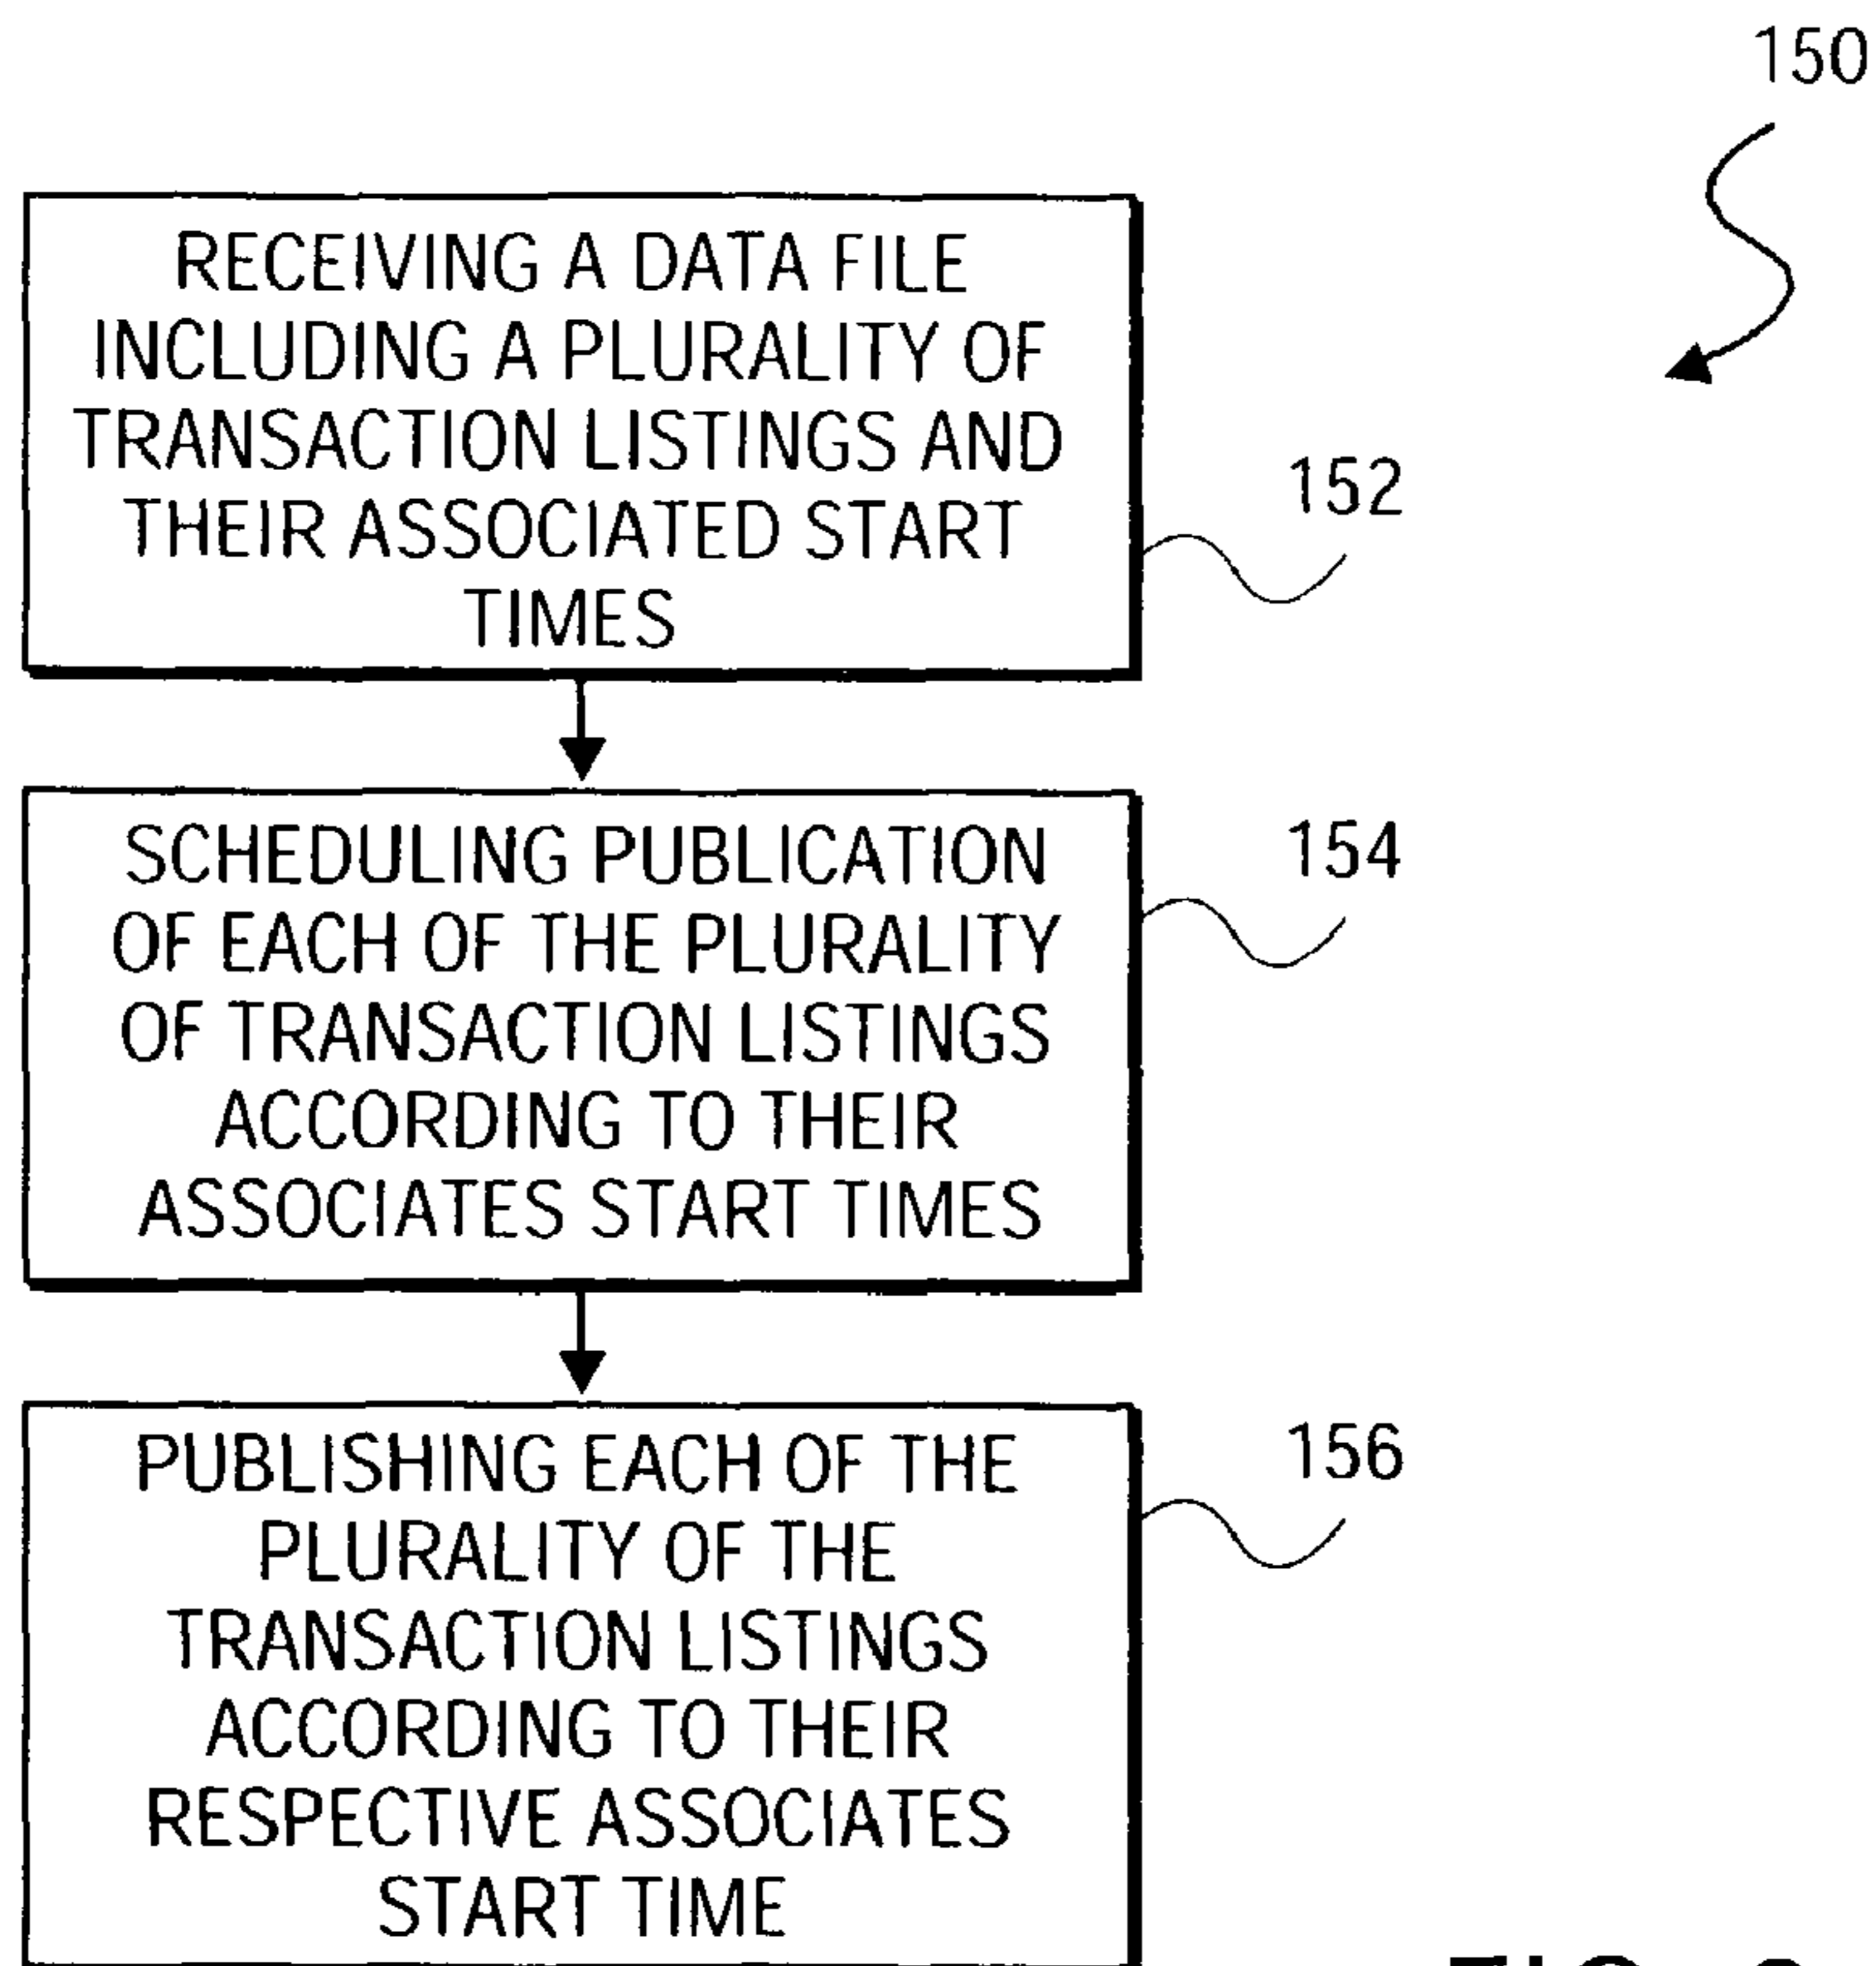 150
RECEIVING A DATA FILE
INCLUDING A PLURALITY OF
TRANSACTION LISTINGS AND
THEIR ASSOCIATED START
TIMES
152
SCHEDULING PUBLICATION
OF EACH OF THE PLURALITY
OF TRANSACTION LISTINGS
ACCORDING TO THEIR
ASSOCIATES START TIMES
154
PUBLISHING EACH OF THE
PLURALITY OF THE
TRANSACTION LISTINGS
ACCORDING TO THEIR
RESPECTIVE ASSOCIATES
START TIME
156